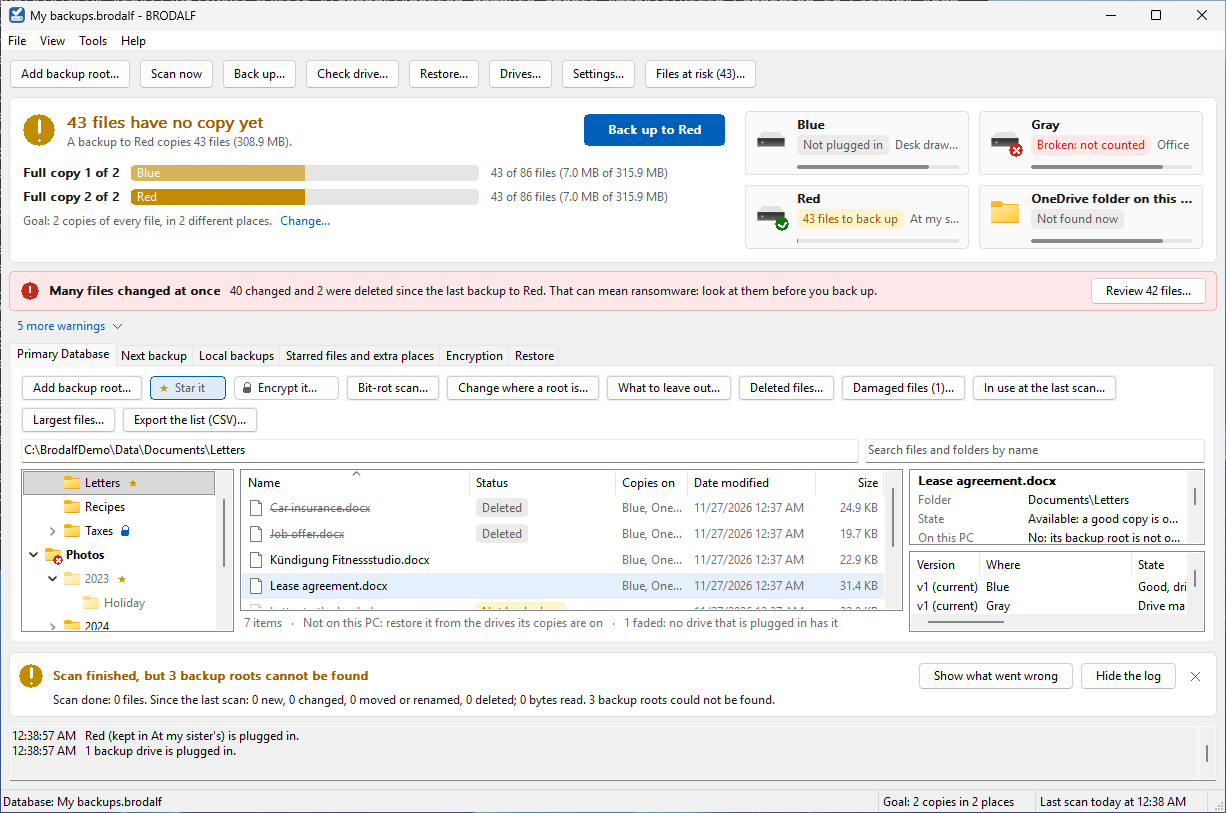 My backups.brodalf - BRODALF
File View Tools Help
Add backup root... Scan now Back up... Check drive... Restore... Drives... Settings... Files at risk (43)...
43 files have no copy yet
A backup to Red copies 43 files (308.9 MB).
Back up to Red
Full copy 1 of 2 Blue 43 of 86 files (7.0 MB of 315.9 MB)
Full copy 2 of 2 Red 43 of 86 files (7.0 MB of 315.9 MB)
Goal: 2 copies of every file, in 2 different places. Change...
Blue
Not plugged in Desk draw...
Gray
Broken: not counted Office
Red
43 files to back up At my s...
OneDrive folder on this ...
Not found now
Many files changed at once 40 changed and 2 were deleted since the last backup to Red. That can mean ransomware: look at them before you back up. Review 42 files...
5 more warnings
Primary Database Next backup Local backups Starred files and extra places Encryption Restore
Add backup root... Star it Encrypt it... Bit-rot scan... Change where a root is... What to leave out... Deleted files... Damaged files (1)... In use at the last scan...
Largest files... Export the list (CSV)...
C:\BrodalfDemo\Data\Documents\Letters Search files and folders by name
Letters
Recipes
Taxes
Photos
2023
Holiday
2024
Name Status Copies on Date modified Size
Car insurance.docx Deleted Blue, One... 11/27/2026 12:37 AM 24.9 KB
Job offer.docx Deleted Blue, One... 11/27/2026 12:37 AM 19.7 KB
Kündigung Fitnessstudio.docx Blue, One... 11/27/2026 12:37 AM 22.9 KB
Lease agreement.docx Blue, One... 11/27/2026 12:37 AM 31.4 KB
7 items · Not on this PC: restore it from the drives its copies are on · 1 faded: no drive that is plugged in has it
Lease agreement.docx
Folder Documents\Letters
State Available: a good copy is o...
On this PC No: its backup root is not o...
Version Where State
v1 (current) Blue Good, dri
v1 (current) Gray Drive ma
Scan finished, but 3 backup roots cannot be found
Scan done: 0 files. Since the last scan: 0 new, 0 changed, 0 moved or renamed, 0 deleted; 0 bytes read. 3 backup roots could not be found.
Show what went wrong Hide the log
12:38:57 AM Red (kept in At my sister's) is plugged in.
12:38:57 AM 1 backup drive is plugged in.
Database: My backups.brodalf Goal: 2 copies in 2 places Last scan today at 12:38 AM